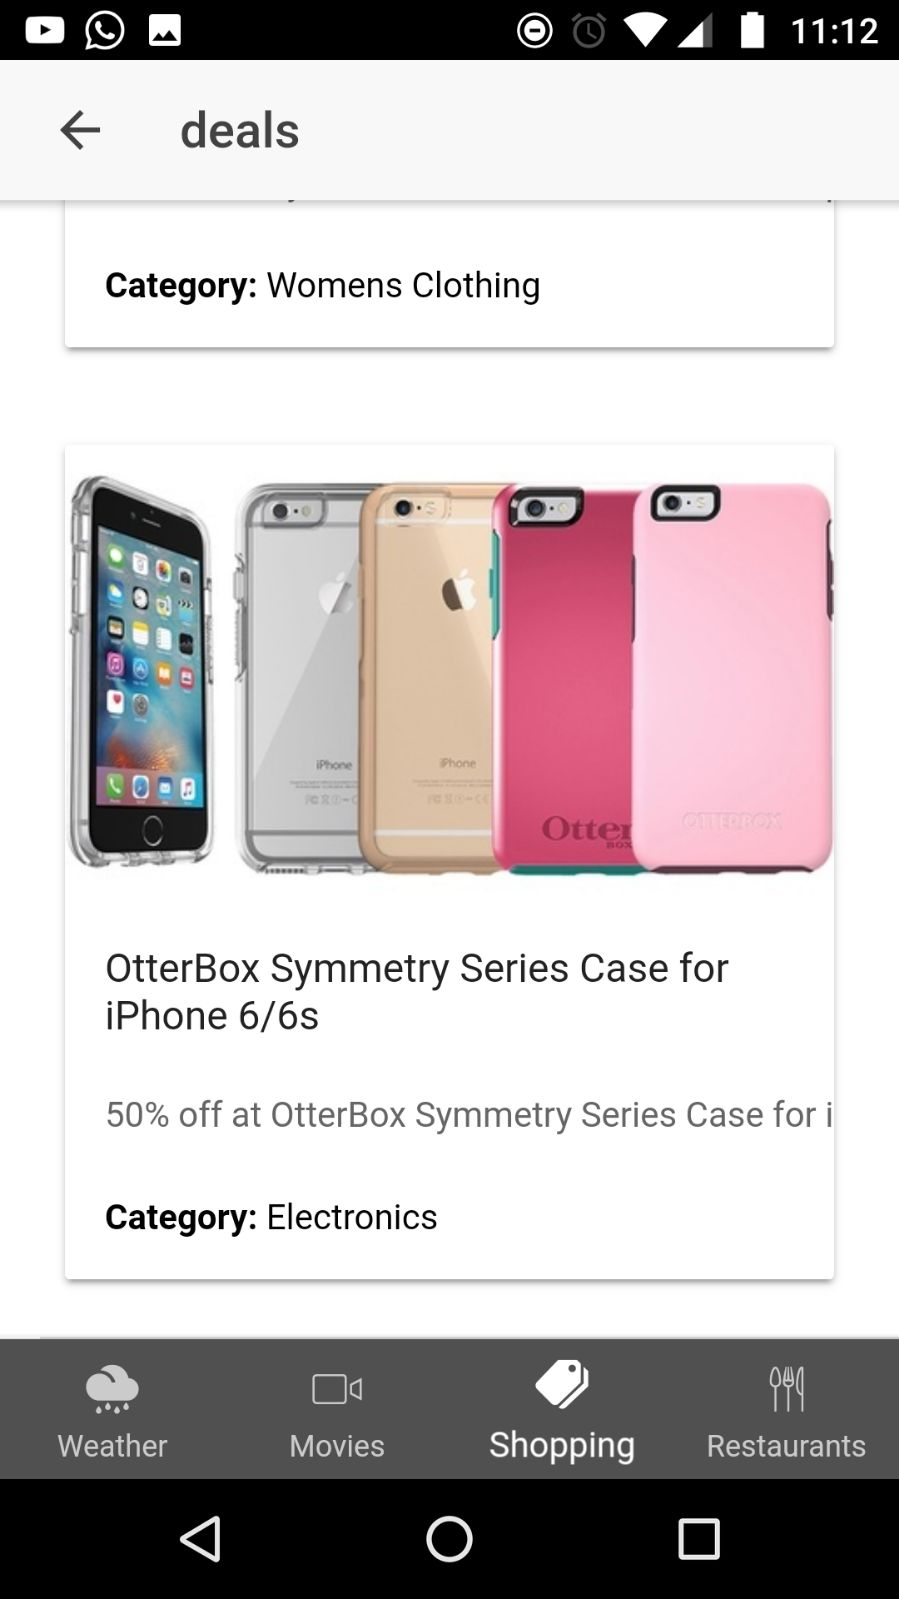 11:12
deals
Category: Womens Clothing
iPhone
iPhone
Otter
BOX
OTTERBOX
OtterBox Symmetry Series Case for
iPhone 6/6s
50% off at OtterBox Symmetry Series Case for i
Category: Electronics
Weather
Movies
Shopping
Restaurants